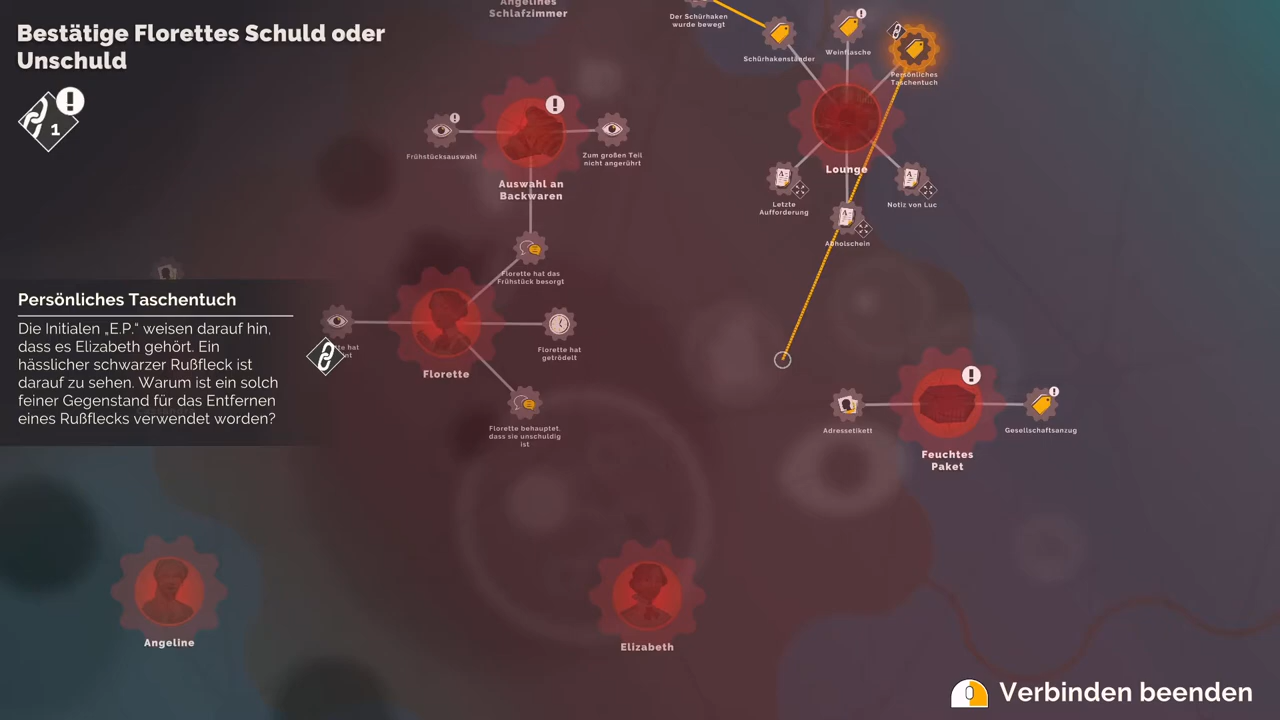 Bestätige Florettes Schuld oder
Unschuld
1
Angelines
Schlafzimmer
Der Schürhaken
wurde bewegt
Schürhakenständer
Weinflasche
Persönliches
Taschentuch
Frühstücksauswahl
Zum großen Teil
nicht angerührt
Auswahl an
Backwaren
Lounge
Letzte
Aufforderung
Notiz von Luc
Abholschein
Florette hat das
Frühstück besorgt
Persönliches Taschentuch
Die Initialen „E.P.“ weisen darauf hin,
dass es Elizabeth gehört. Ein
hässlicher schwarzer Rußfleck ist
darauf zu sehen. Warum ist ein solch
feiner Gegenstand für das Entfernen
eines Rußflecks verwendet worden?
hat
Florette hat
getrödelt
Florette
Florette behauptet,
dass sie unschuldig
ist
Adressetikett
Gesellschaftsanzug
Feuchtes
Paket
Angeline
Elizabeth
Verbinden beenden